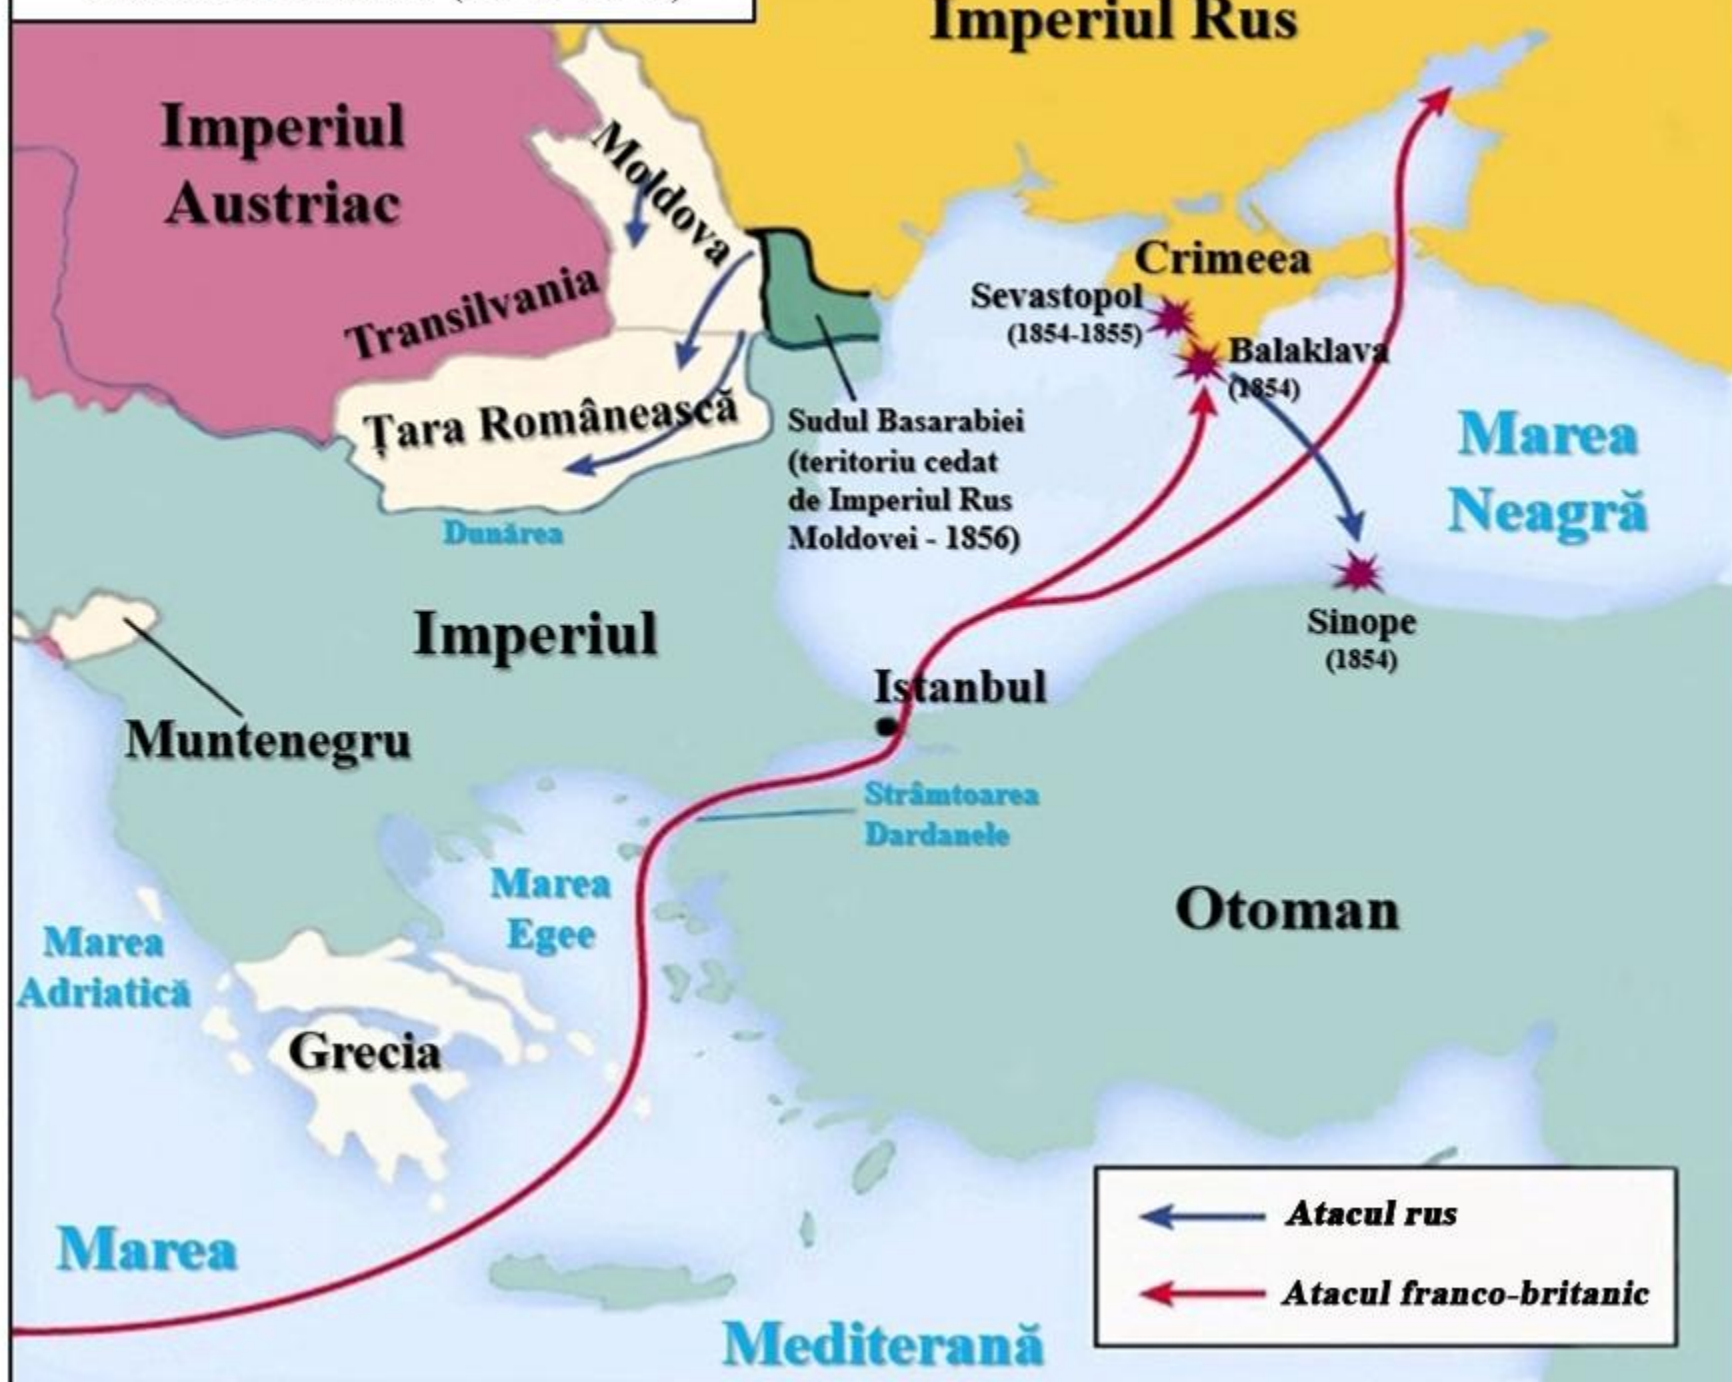 Imperiul Rus
Imperiul
Austriac
Moldova
Transilvania
Țara Românească
Crimeea
Sevastopol
(1854-1855)
Balaklava
(1854)
Sudul Basarabiei
(teritoriu cedat
de Imperiul Rus
Moldovei - 1856)
Marea
Neagră
Dunărea
Imperiul
Sinope
(1854)
Istanbul
Muntenegru
Strâmtoarea
Dardanele
Marea
Egee
Otoman
Marea
Adriatică
Grecia
Marea
Mediterană
Atacul rus
Atacul franco-britanic